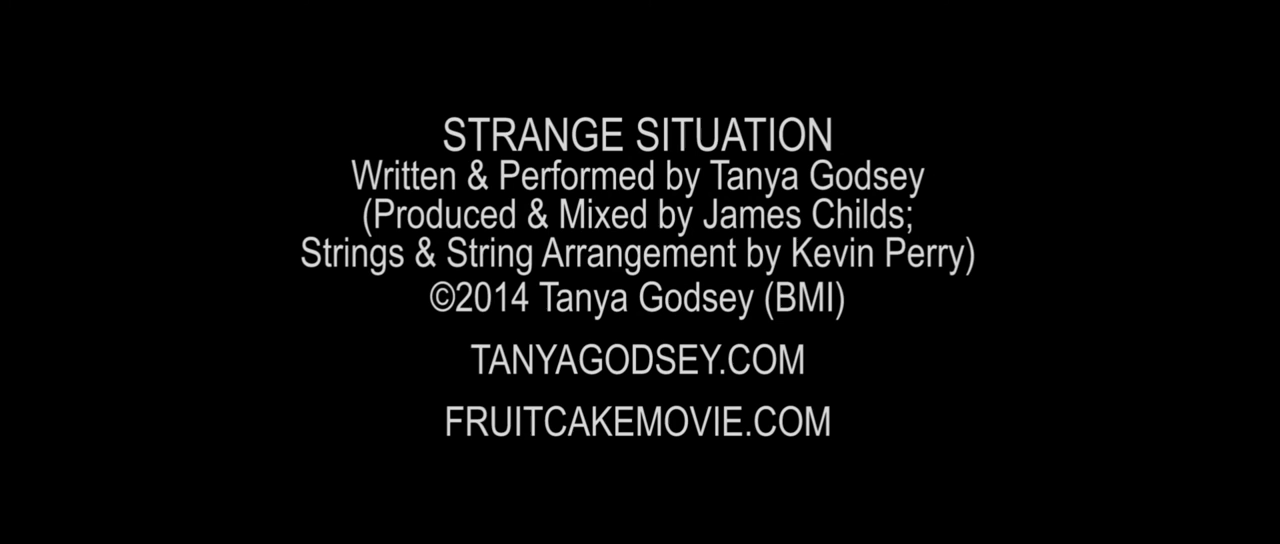 STRANGE SITUATION
Written & Performed by Tanya Godsey
(Produced & Mixed by James Childs;
Strings & String Arrangement by Kevin Perry)
©2014 Tanya Godsey (BMI)
TANYAGODSEY.COM
FRUITCAKEMOVIE.COM